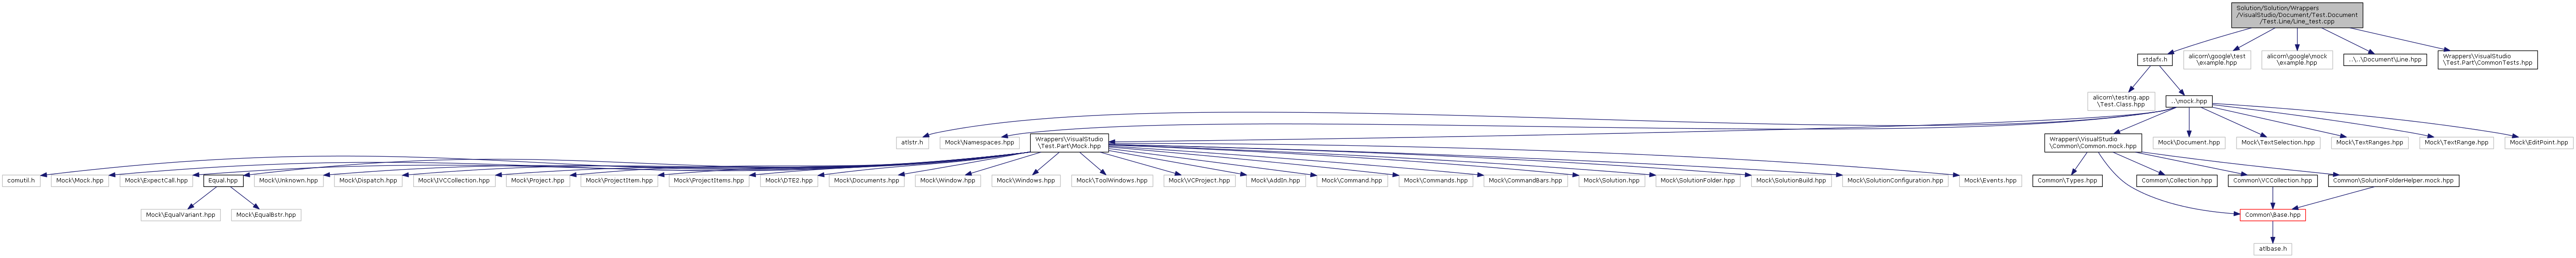 Solution/Solution/Wrappers
/VisualStudio/Document/Test.Document
/Test.Line/Line_test.cpp
stdafx.h
alicorn\google\test
\example.hpp
alicorn\google\mock
\example.hpp
..\..\Document\Line.hpp
Wrappers\VisualStudio
\Test.Part\CommonTests.hpp
alicorn\testing.app
\Test.Class.hpp
..\mock.hpp
atlstr.h
Mock\Namespaces.hpp
Wrappers\VisualStudio
\Test.Part\Mock.hpp
Wrappers\VisualStudio
\Common\Common.mock.hpp
Mock\Document.hpp
Mock\TextSelection.hpp
Mock\TextRanges.hpp
Mock\TextRange.hpp
Mock\EditPoint.hpp
comutil.h
Mock\Mock.hpp
Mock\ExpectCall.hpp
Equal.hpp
Mock\Unknown.hpp
Mock\Dispatch.hpp
Mock\IVCCollection.hpp
Mock\Project.hpp
Mock\ProjectItem.hpp
Mock\ProjectItems.hpp
Mock\DTE2.hpp
Mock\Documents.hpp
Mock\Window.hpp
Mock\Windows.hpp
Mock\ToolWindows.hpp
Mock\VCProject.hpp
Mock\AddIn.hpp
Mock\Command.hpp
Mock\Commands.hpp
Mock\CommandBars.hpp
Mock\Solution.hpp
Mock\SolutionFolder.hpp
Mock\SolutionBuild.hpp
Mock\SolutionConfiguration.hpp
Mock\Events.hpp
Common\Types.hpp
Common\Collection.hpp
Common\VCCollection.hpp
Common\SolutionFolderHelper.mock.hpp
Mock\EqualVariant.hpp
Mock\EqualBstr.hpp
Common\Base.hpp
atlbase.h